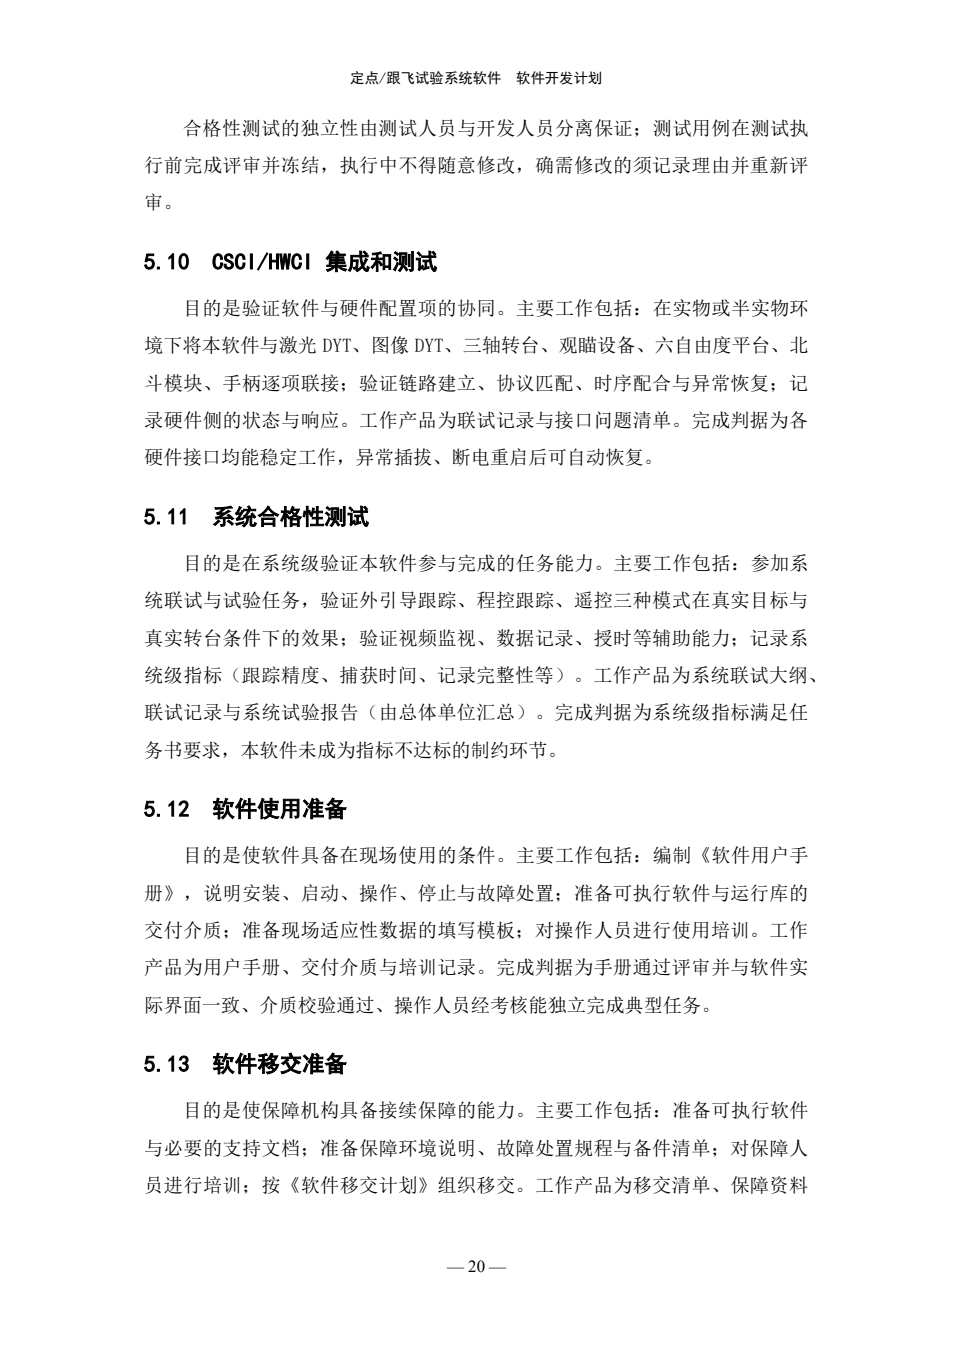 定点/跟飞试验系统软件　软件开发计划
合格性测试的独立性由测试人员与开发人员分离保证；测试用例在测试执
行前完成评审并冻结，执行中不得随意修改，确需修改的须记录理由并重新评
审。
5.10　CSCI/HWCI 集成和测试
目的是验证软件与硬件配置项的协同。主要工作包括：在实物或半实物环
境下将本软件与激光 DYT、图像 DYT、三轴转台、观瞄设备、六自由度平台、北
斗模块、手柄逐项联接；验证链路建立、协议匹配、时序配合与异常恢复；记
录硬件侧的状态与响应。工作产品为联试记录与接口问题清单。完成判据为各
硬件接口均能稳定工作，异常插拔、断电重启后可自动恢复。
5.11　系统合格性测试
目的是在系统级验证本软件参与完成的任务能力。主要工作包括：参加系
统联试与试验任务，验证外引导跟踪、程控跟踪、遥控三种模式在真实目标与
真实转台条件下的效果；验证视频监视、数据记录、授时等辅助能力；记录系
统级指标（跟踪精度、捕获时间、记录完整性等）。工作产品为系统联试大纲、
联试记录与系统试验报告（由总体单位汇总）。完成判据为系统级指标满足任
务书要求，本软件未成为指标不达标的制约环节。
5.12　软件使用准备
目的是使软件具备在现场使用的条件。主要工作包括：编制《软件用户手
册》，说明安装、启动、操作、停止与故障处置；准备可执行软件与运行库的
交付介质；准备现场适应性数据的填写模板；对操作人员进行使用培训。工作
产品为用户手册、交付介质与培训记录。完成判据为手册通过评审并与软件实
际界面一致、介质校验通过、操作人员经考核能独立完成典型任务。
5.13　软件移交准备
目的是使保障机构具备接续保障的能力。主要工作包括：准备可执行软件
与必要的支持文档；准备保障环境说明、故障处置规程与备件清单；对保障人
员进行培训；按《软件移交计划》组织移交。工作产品为移交清单、保障资料
— 20 —